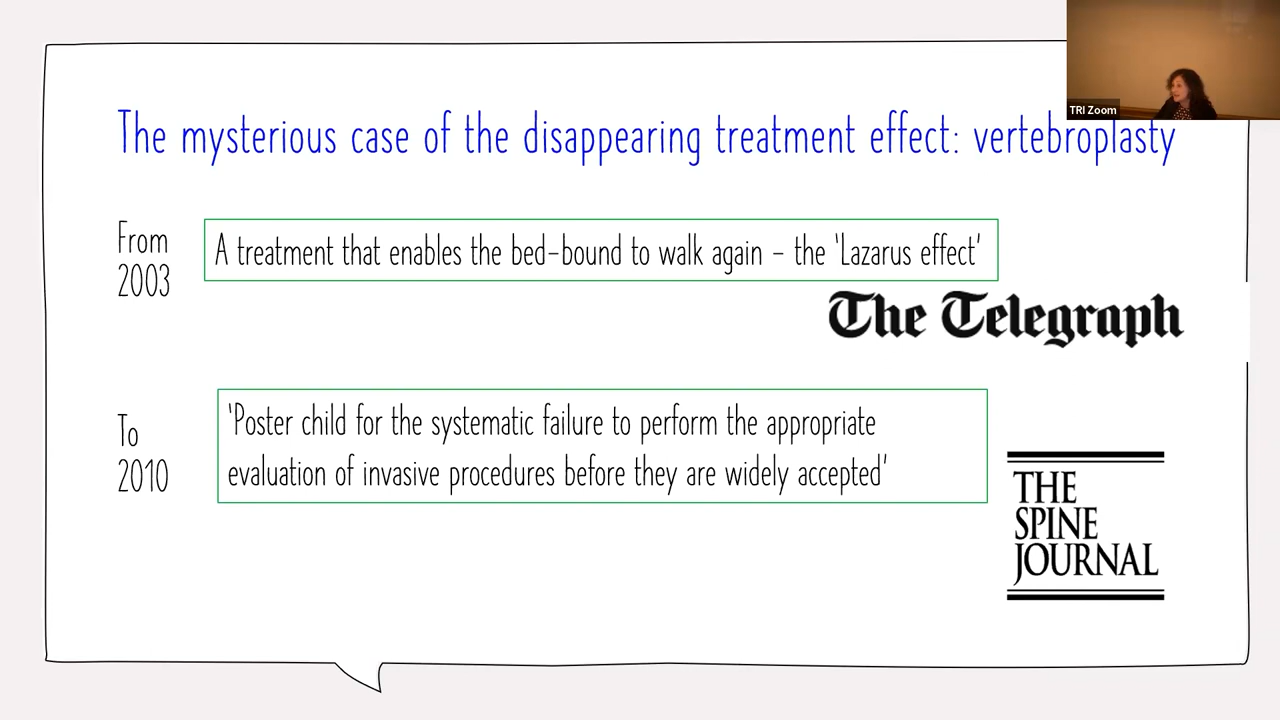 TRI Zoom
The mysterious case of the disappearing treatment effect: vertebroplasty
From
2003
A treatment that enables the bed-bound to walk again – the ‘Lazarus effect’
The Telegraph
To
2010
‘Poster child for the systematic failure to perform the appropriate
evaluation of invasive procedures before they are widely accepted’
THE
SPINE
JOURNAL